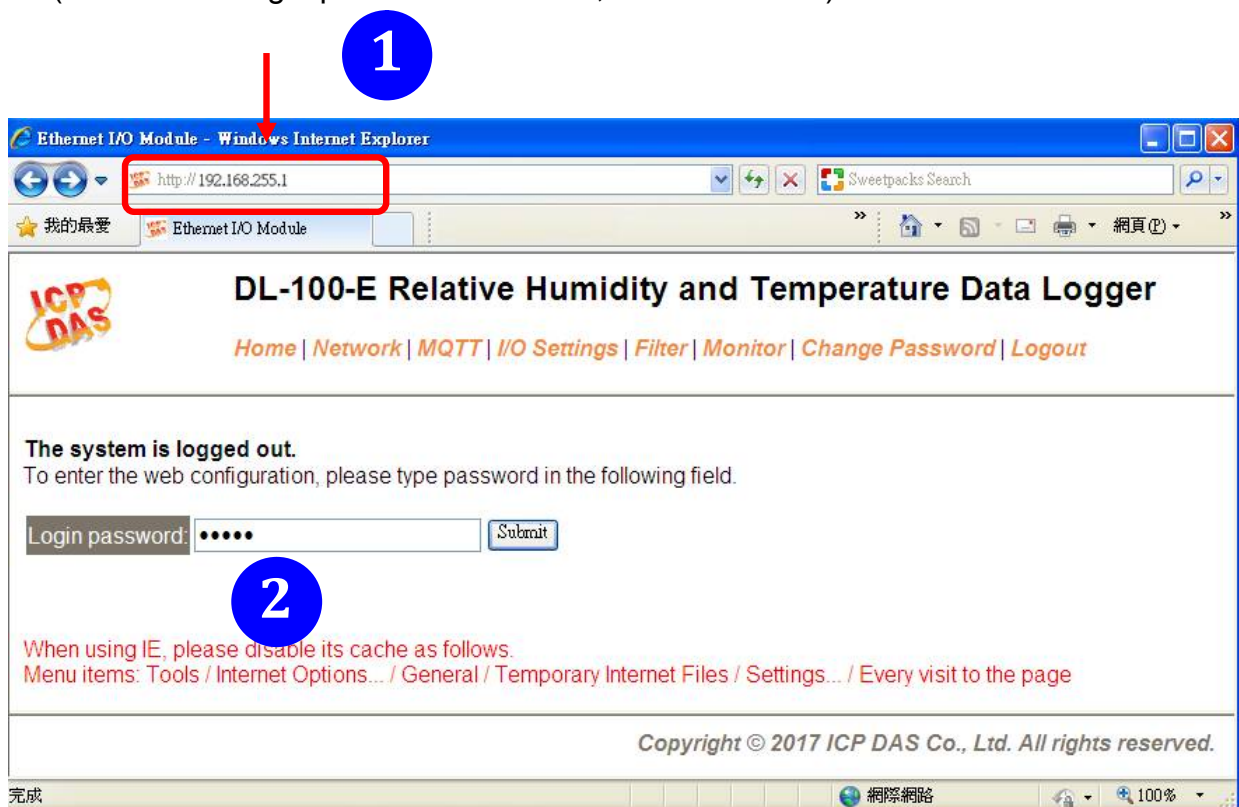 1
Ethernet I/O Module - Windows Internet Explorer
http://192.168.255.1
Sweetpacks Search
我的最愛
Ethernet I/O Module
»
網頁(P)
»
ICP DAS
DL-100-E Relative Humidity and Temperature Data Logger
Home | Network | MQTT | I/O Settings | Filter | Monitor | Change Password | Logout
The system is logged out.
To enter the web configuration, please type password in the following field.
Login password: ••••• Submit
2
When using IE, please disable its cache as follows.
Menu items: Tools / Internet Options... / General / Temporary Internet Files / Settings... / Every visit to the page
Copyright © 2017 ICP DAS Co., Ltd. All rights reserved.
完成
網際網路
100%